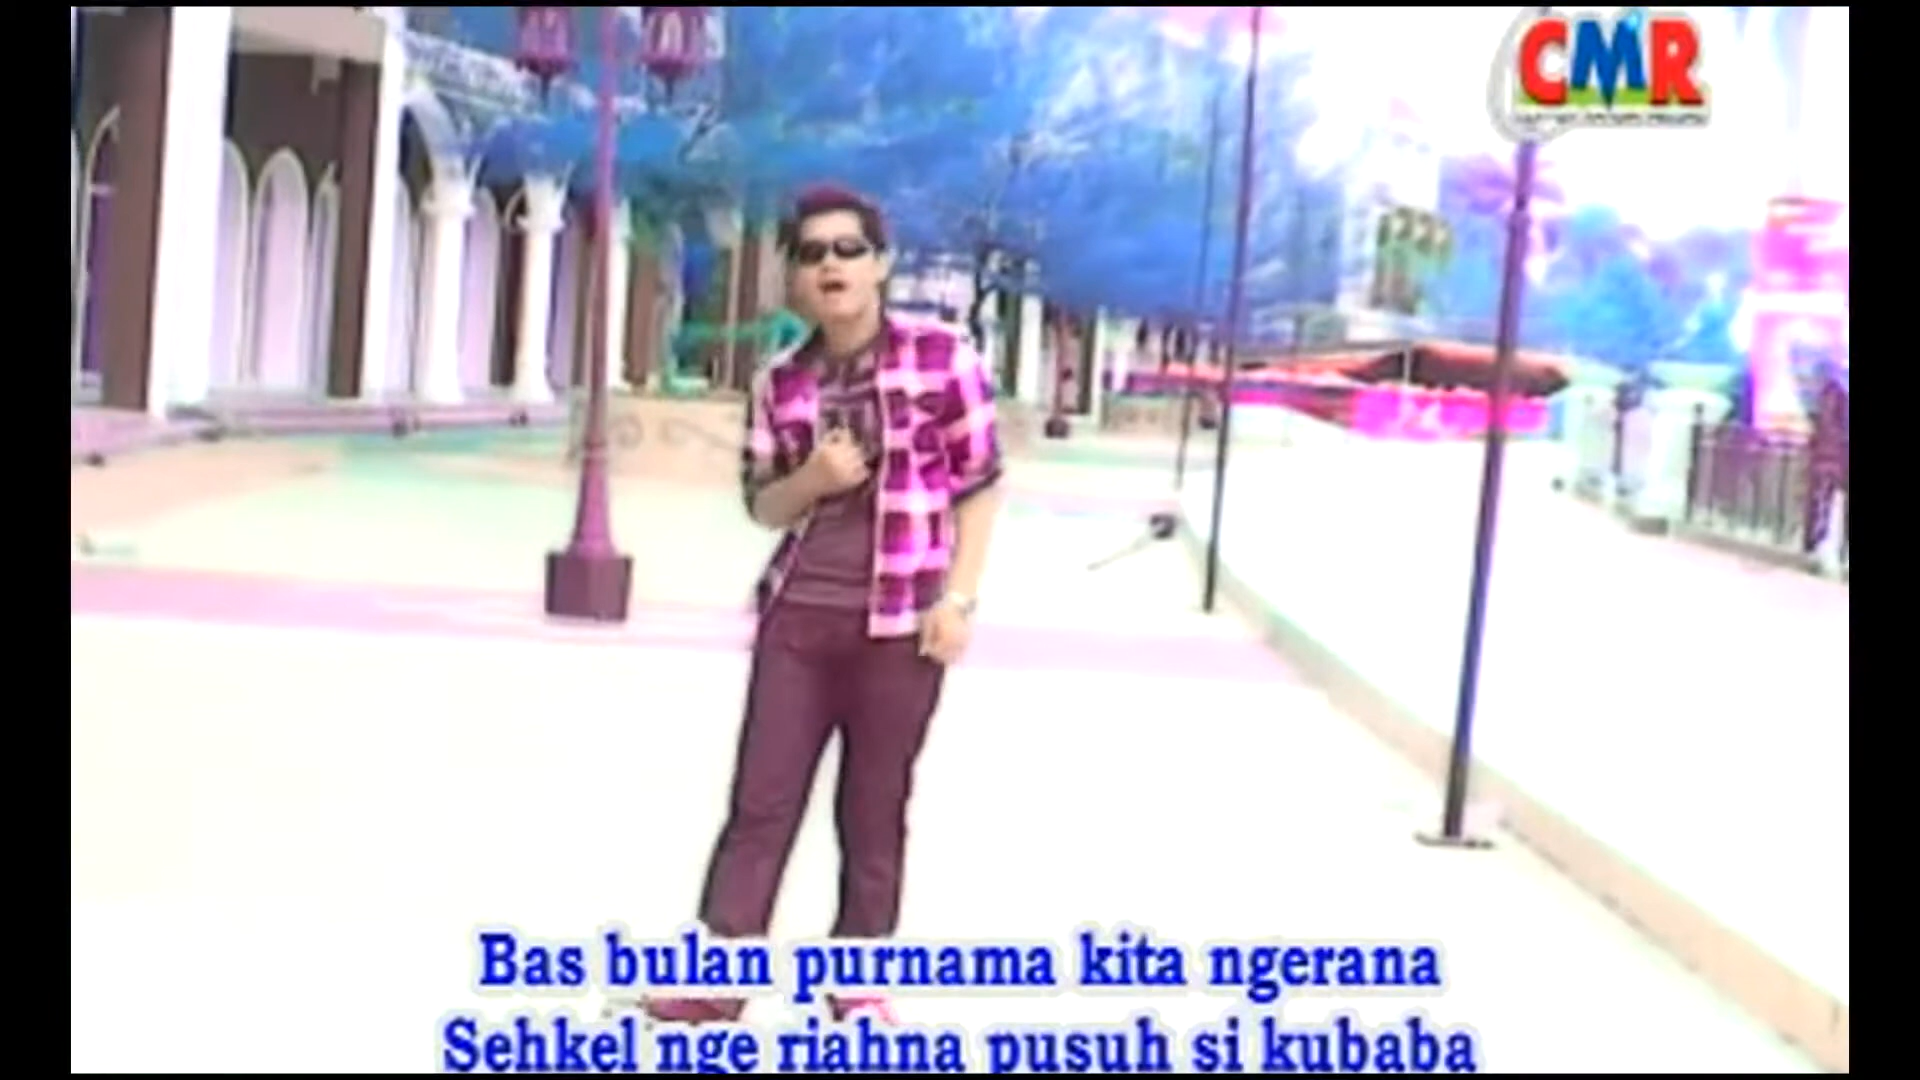 CMR
Bas bulan purnama kita ngerana
Sehkel nge riahna pusuh si kubaba